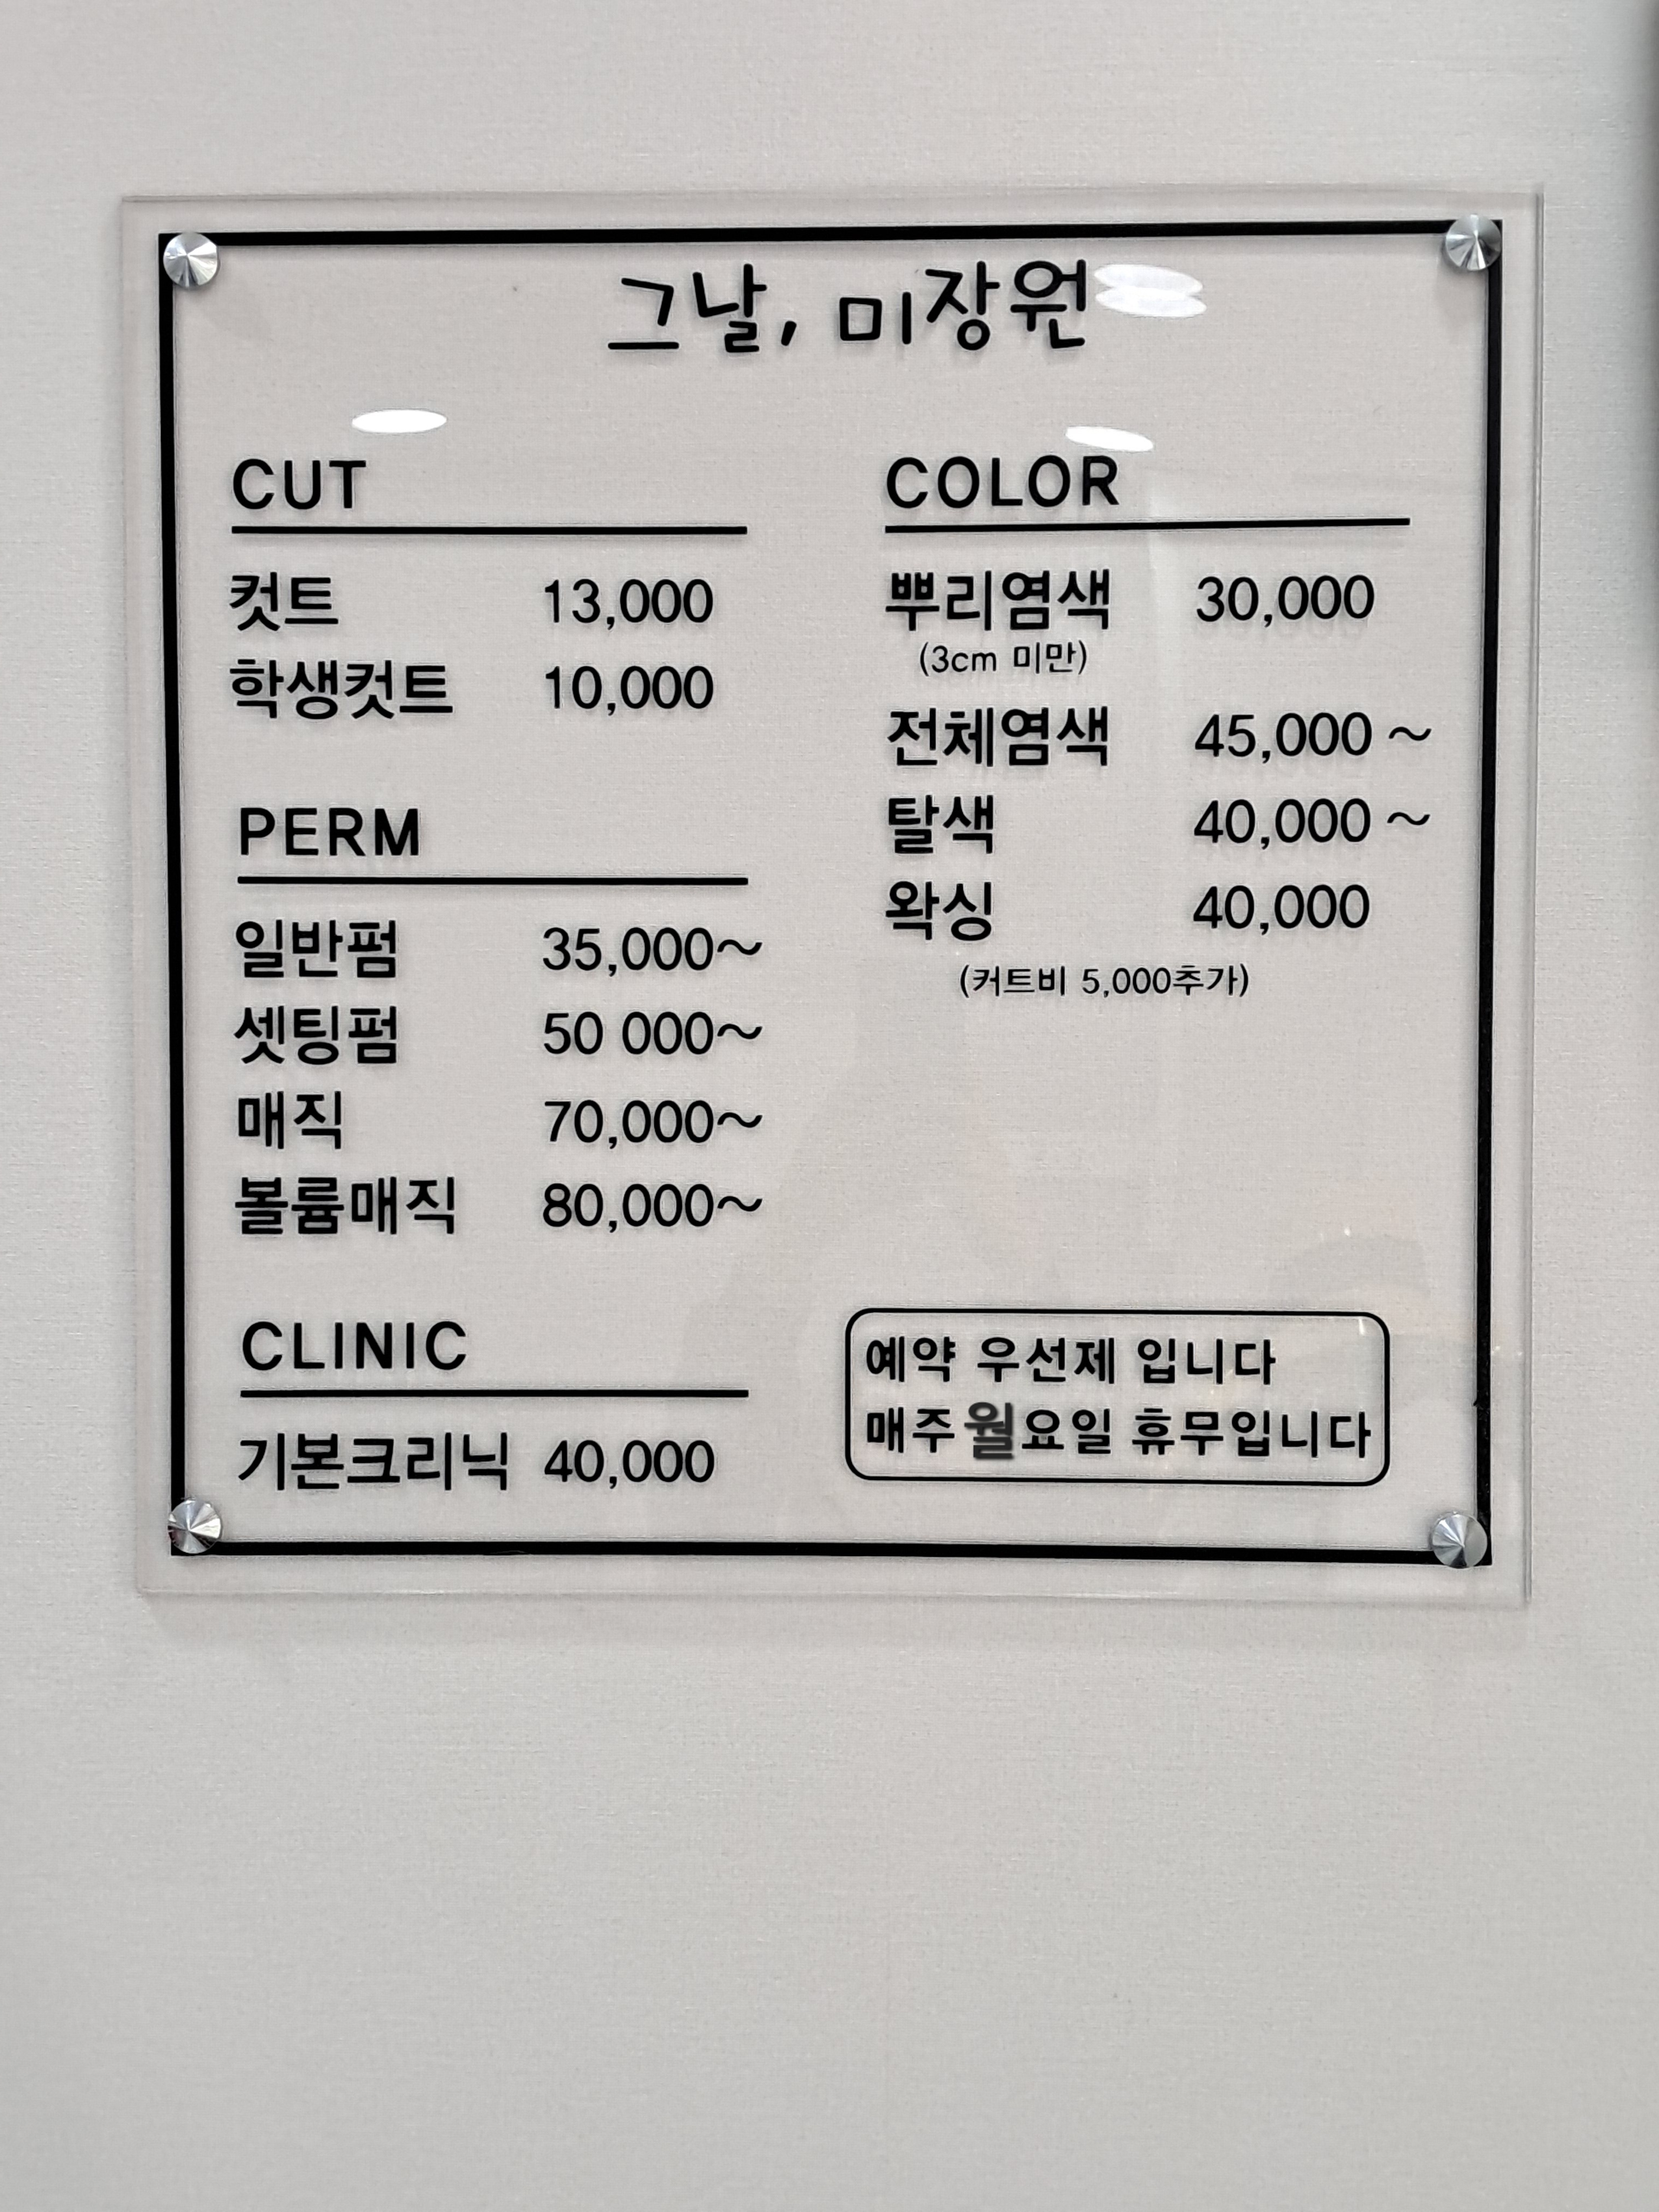 그날, 미장원
CUT
컷트 13,000
학생컷트 10,000
PERM
일반펌 35,000~
셋팅펌 50 000~
매직 70,000~
볼륨매직 80,000~
CLINIC
기본크리닉 40,000
COLOR
뿌리염색 30,000
(3cm 미만)
전체염색 45,000 ~
탈색 40,000 ~
왁싱 40,000
(커트비 5,000추가)
예약 우선제 입니다
매주 월요일 휴무입니다